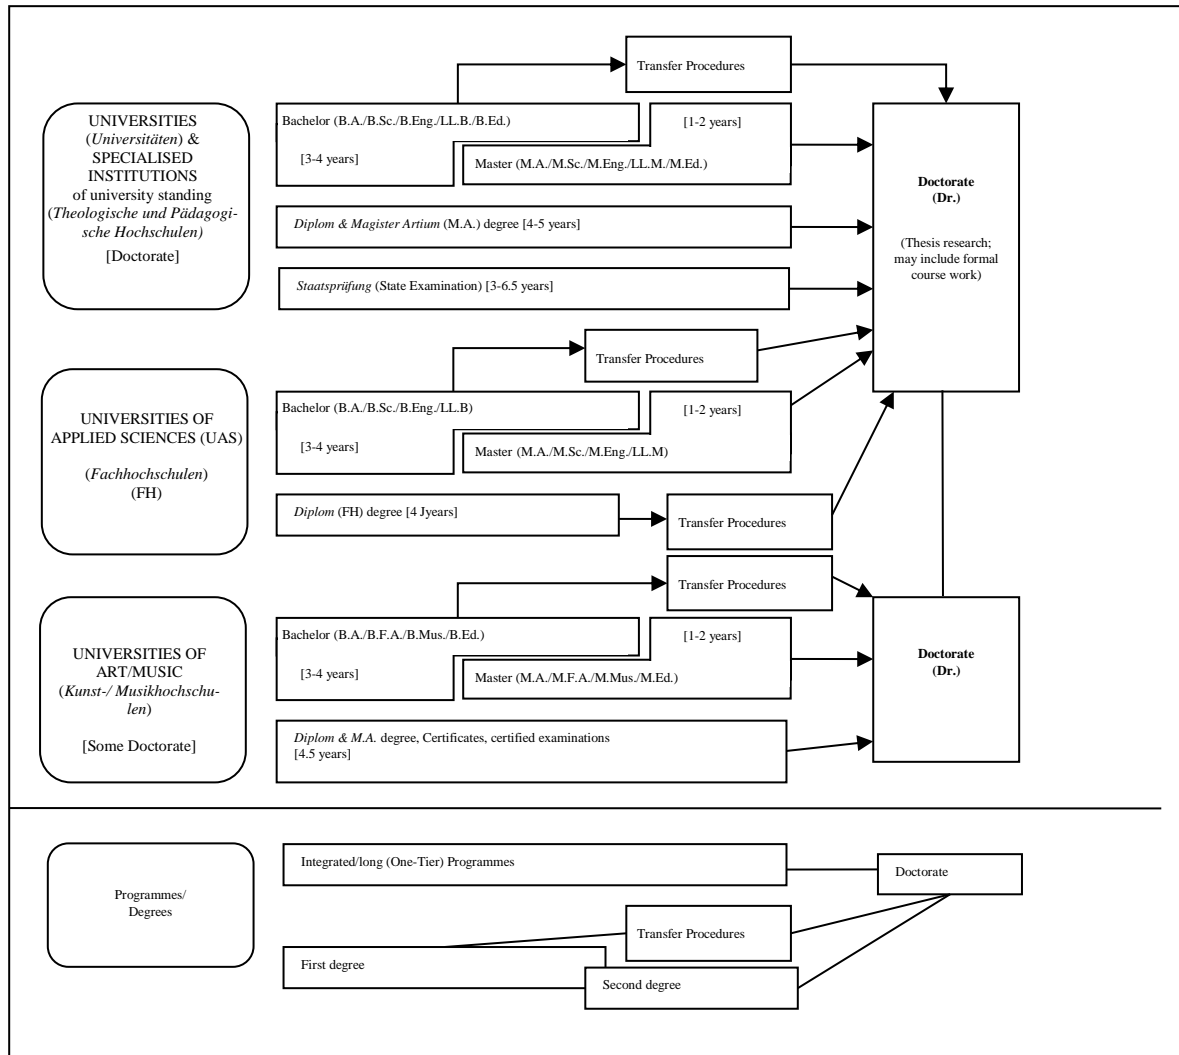 Transfer Procedures
UNIVERSITIES
(Universitäten) &
SPECIALISED
INSTITUTIONS
of university standing
(Theologische und Pädagogi-
sche Hochschulen)
[Doctorate]
Bachelor (B.A./B.Sc./B.Eng./LL.B./B.Ed.)
[3-4 years]
[1-2 years]
Master (M.A./M.Sc./M.Eng./LL.M./M.Ed.)
Diplom & Magister Artium (M.A.) degree [4-5 years]
Staatsprüfung (State Examination) [3-6.5 years]
Doctorate
(Dr.)
(Thesis research;
may include formal
course work)
Transfer Procedures
UNIVERSITIES OF
APPLIED SCIENCES (UAS)
(Fachhochschulen)
(FH)
Bachelor (B.A./B.Sc./B.Eng./LL.B)
[3-4 years]
[1-2 years]
Master (M.A./M.Sc./M.Eng./LL.M)
Diplom (FH) degree [4 Jyears]
Transfer Procedures
Transfer Procedures
UNIVERSITIES OF
ART/MUSIC
(Kunst-/ Musikhochschu-
len)
[Some Doctorate]
Bachelor (B.A./B.F.A./B.Mus./B.Ed.)
[3-4 years]
[1-2 years]
Master (M.A./M.F.A./M.Mus./M.Ed.)
Diplom & M.A. degree, Certificates, certified examinations
[4.5 years]
Doctorate
(Dr.)
Programmes/
Degrees
Integrated/long (One-Tier) Programmes
Doctorate
Transfer Procedures
First degree
Second degree